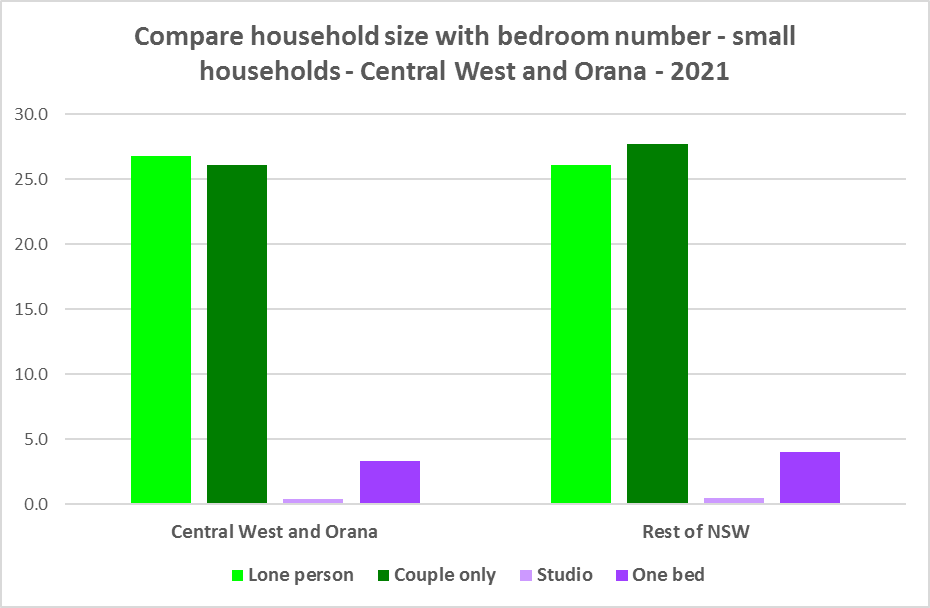 Compare household size with bedroom number - small
households - Central West and Orana - 2021
30.0
25.0
20.0
15.0
10.0
5.0
0.0
Central West and Orana
Rest of NSW
Lone person
Couple only
Studio
One bed